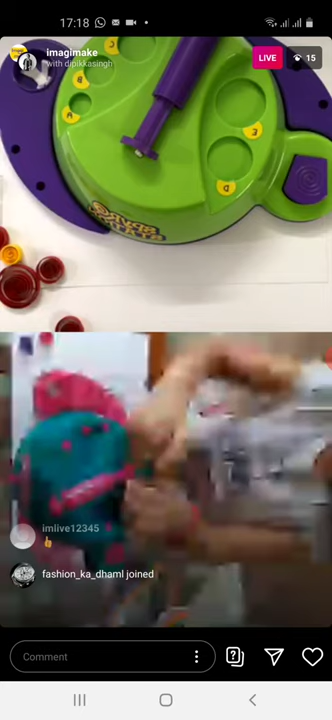 17:18
imagimake
with dipikkasingh
LIVE
15
C
B
A
E
D
imlive12345
fashion_ka_dhaml joined
Comment